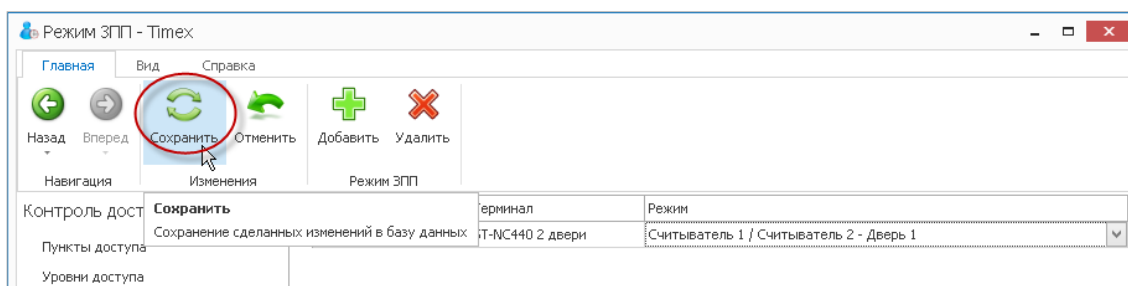 Режим ЗПП - Timex
Главная Вид Справка
Назад Вперед Сохранить Отменить Добавить Удалить
Навигация Изменения Режим ЗПП
Контроль дост
Сохранить
Сохранение сделанных изменений в базу данных
ерминал Режим
ST-NC440 2 двери Считыватель 1 / Считыватель 2 - Дверь 1
Пункты доступа
Уровни доступа